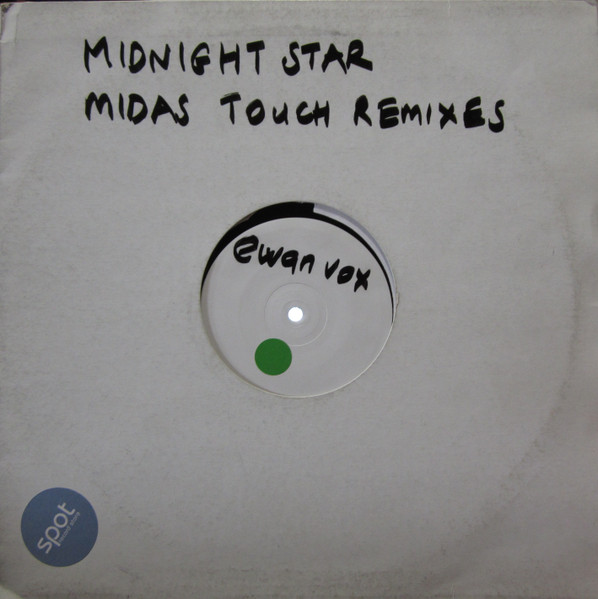 MIDNIGHT STAR
MIDAS TOUCH REMIXES
ewan vox
spot